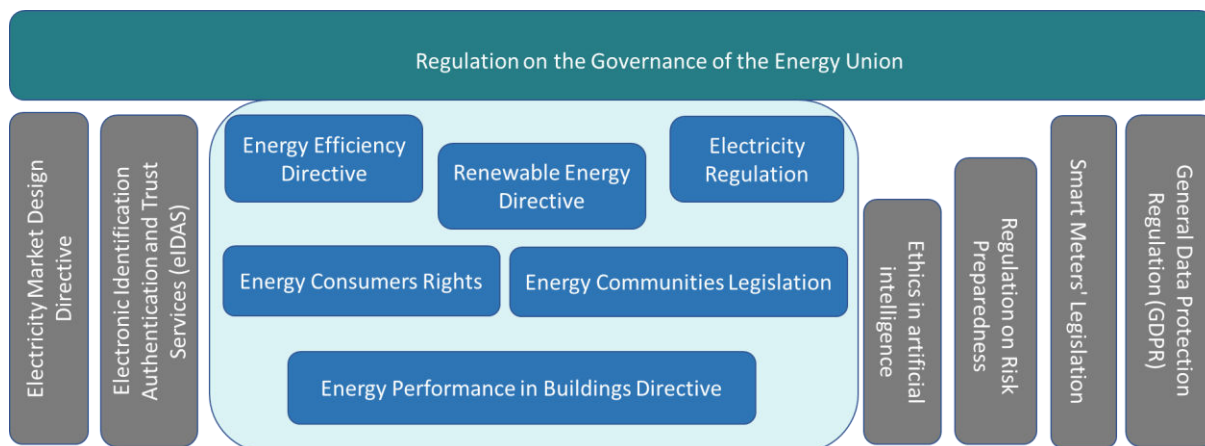 Regulation on the Governance of the Energy Union
Electricity Market Design
Directive
Electronic Identification
Authentication and Trust
Services (eIDAS)
Energy Efficiency
Directive
Renewable Energy
Directive
Electricity
Regulation
Energy Consumers Rights
Energy Communities Legislation
Energy Performance in Buildings Directive
Ethics in artificial
intelligence
Regulation on Risk
Preparedness
Smart Meters' Legislation
General Data Protection
Regulation (GDPR)